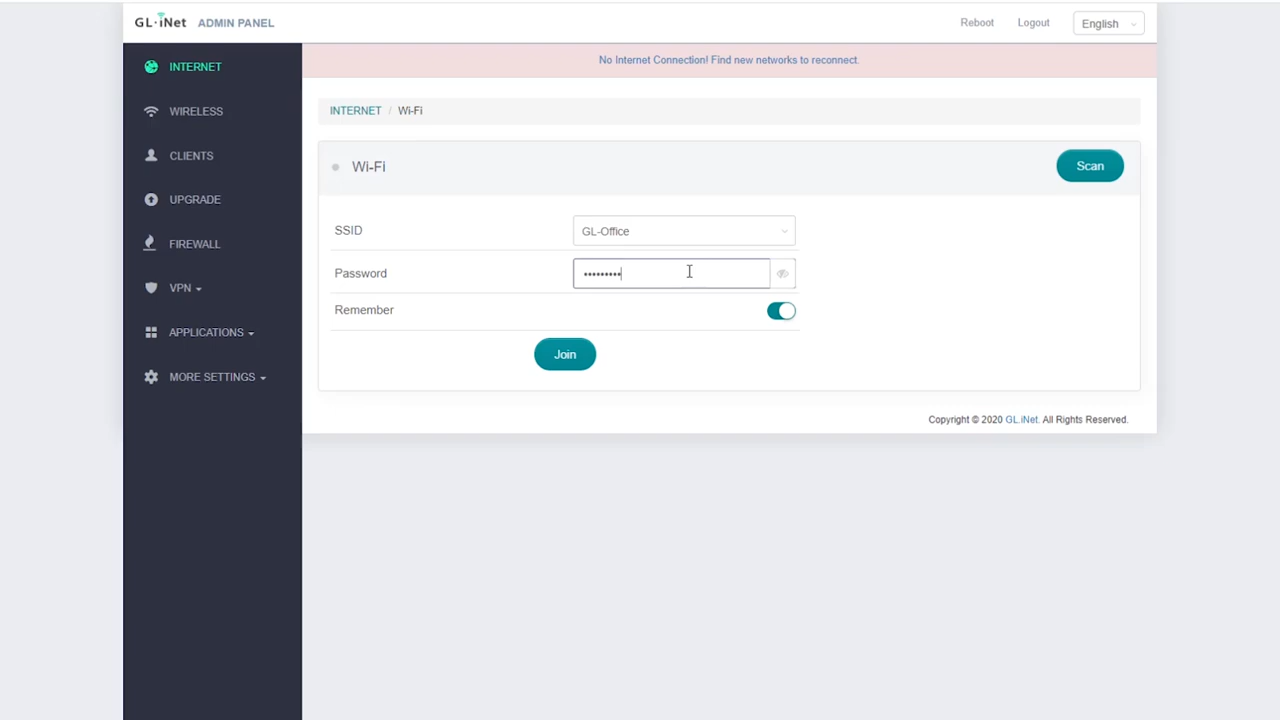 GL·iNet ADMIN PANEL
Reboot
Logout
English
INTERNET
WIRELESS
CLIENTS
UPGRADE
FIREWALL
VPN
APPLICATIONS
MORE SETTINGS
No Internet Connection! Find new networks to reconnect.
INTERNET / Wi-Fi
Wi-Fi
Scan
SSID
GL-Office
Password
•••••••••
Remember
Join
Copyright © 2020 GL.iNet. All Rights Reserved.